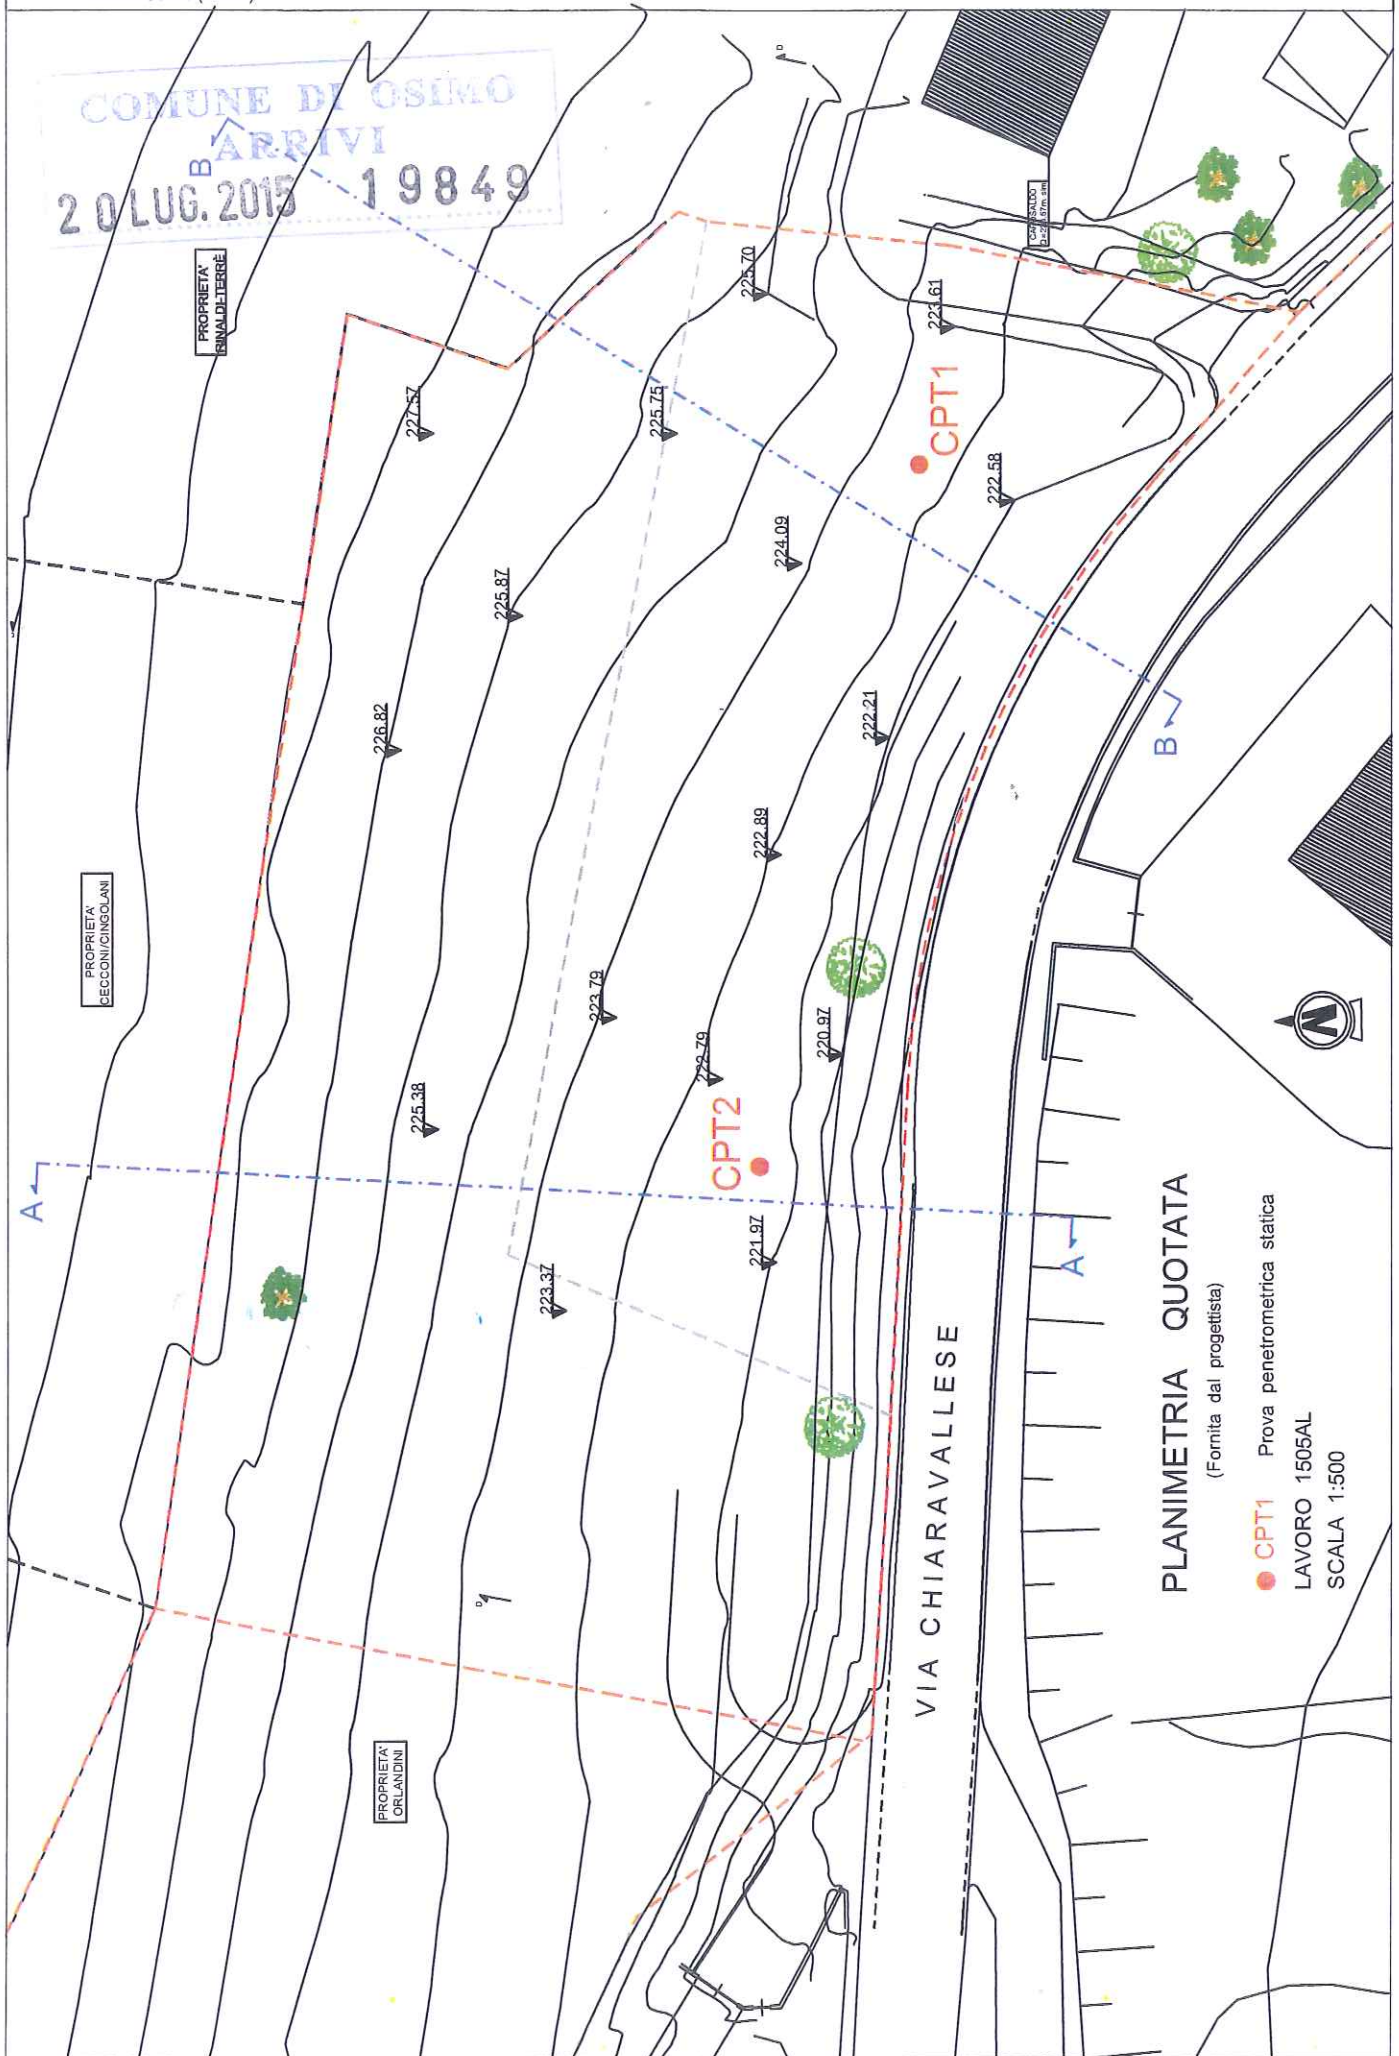 COMUNE DI OSIMO
ARRIVI
20 LUG. 2015 19849
B
PROPRIETA'
RINALDI-TERRÈ
225.70
223.61
227.57
225.75
CPT1
222.58
224.09
225.87
226.82
222.21
B
222.89
PROPRIETA'
CECCONI/CINGOLANI
223.79
220.97
222.79
N
225.38
CPT2
A
221.97
A
223.37
VIA CHIARAVALLESE
PROPRIETA'
ORLANDINI
PLANIMETRIA QUOTATA
(Fornita dal progettista)
CPT1 Prova penetrometrica statica
LAVORO 1505AL
SCALA 1:500